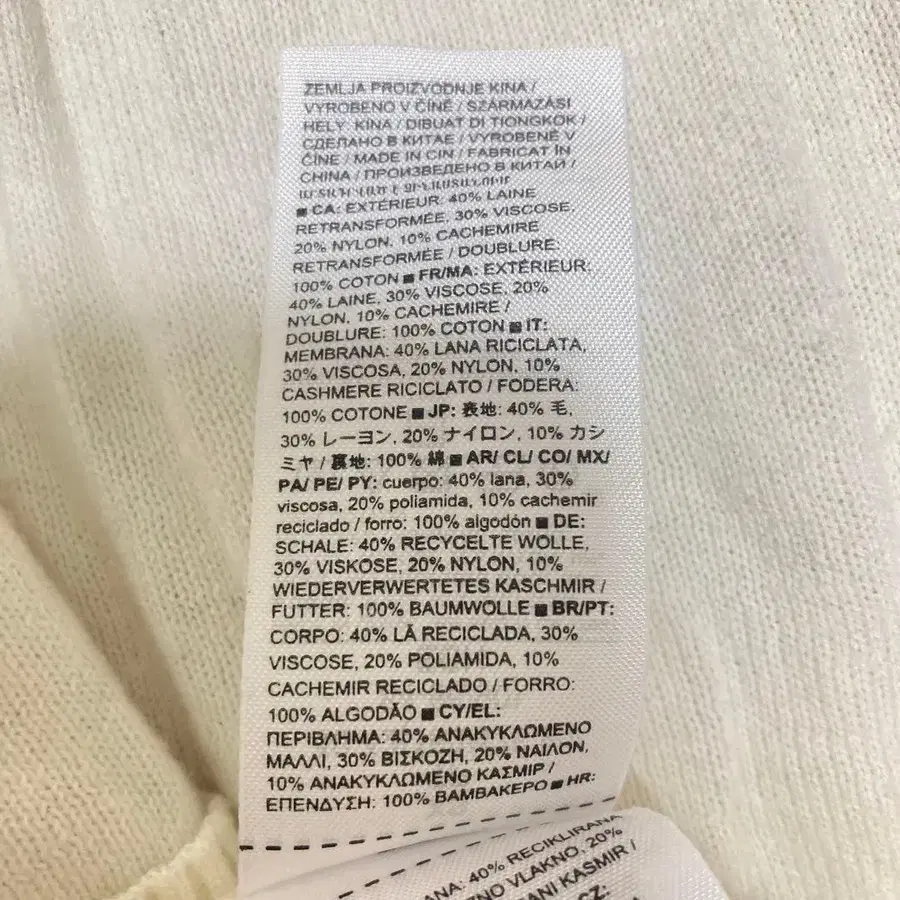 ZEMLJA PROIZVODNJE KINA /
VYROBENO V ČÍNĚ / SZÁRMAZÁSI
HELY KINA / DIBUAT DI TIONGKOK /
СДЕЛАНО В КИТАЕ / VYROBENÉ V
ČÍNE / MADE IN CIN / FABRICAT ÎN
CHINA / ПРОИЗВЕДЕНО В КИТАЙ /
■ CA: EXTÉRIEUR: 40% LAINE
RETRANSFORMÉE, 30% VISCOSE,
20% NYLON, 10% CACHEMIRE
RETRANSFORMÉE / DOUBLURE:
100% COTON ■ FR/MA: EXTÉRIEUR:
40% LAINE, 30% VISCOSE, 20%
NYLON, 10% CACHEMIRE /
DOUBLURE: 100% COTON ■ IT:
MEMBRANA: 40% LANA RICICLATA,
30% VISCOSA, 20% NYLON, 10%
CASHMERE RICICLATO / FODERA:
100% COTONE ■ JP: 表地: 40% 毛,
30% レーヨン, 20% ナイロン, 10% カシ
ミヤ / 裏地: 100% 綿 ■ AR/ CL/ CO/ MX/
PA/ PE/ PY: cuerpo: 40% lana, 30%
viscosa, 20% poliamida, 10% cachemir
reciclado / forro: 100% algodón ■ DE:
SCHALE: 40% RECYCELTE WOLLE,
30% VISKOSE, 20% NYLON, 10%
WIEDERVERWERTETES KASCHMIR /
FUTTER: 100% BAUMWOLLE ■ BR/PT:
CORPO: 40% LÃ RECICLADA, 30%
VISCOSE, 20% POLIAMIDA, 10%
CACHEMIR RECICLADO / FORRO:
100% ALGODÃO ■ CY/EL:
ΠΕΡΙΒΛΗΜΑ: 40% ΑΝΑΚΥΚΛΩΜΕΝΟ
ΜΑΛΛΙ, 30% ΒΙΣΚΟΖΗ, 20% ΝΑΙΛΟΝ,
10% ΑΝΑΚΥΚΛΩΜΕΝΟ ΚΑΣΜΙΡ /
ΕΠΕΝΔΥΣΗ: 100% ΒΑΜΒΑΚΕΡΟ ■ HR:
40% RECIKLIRANA
VLAKNO, 20%
KASMIR /
CZ: